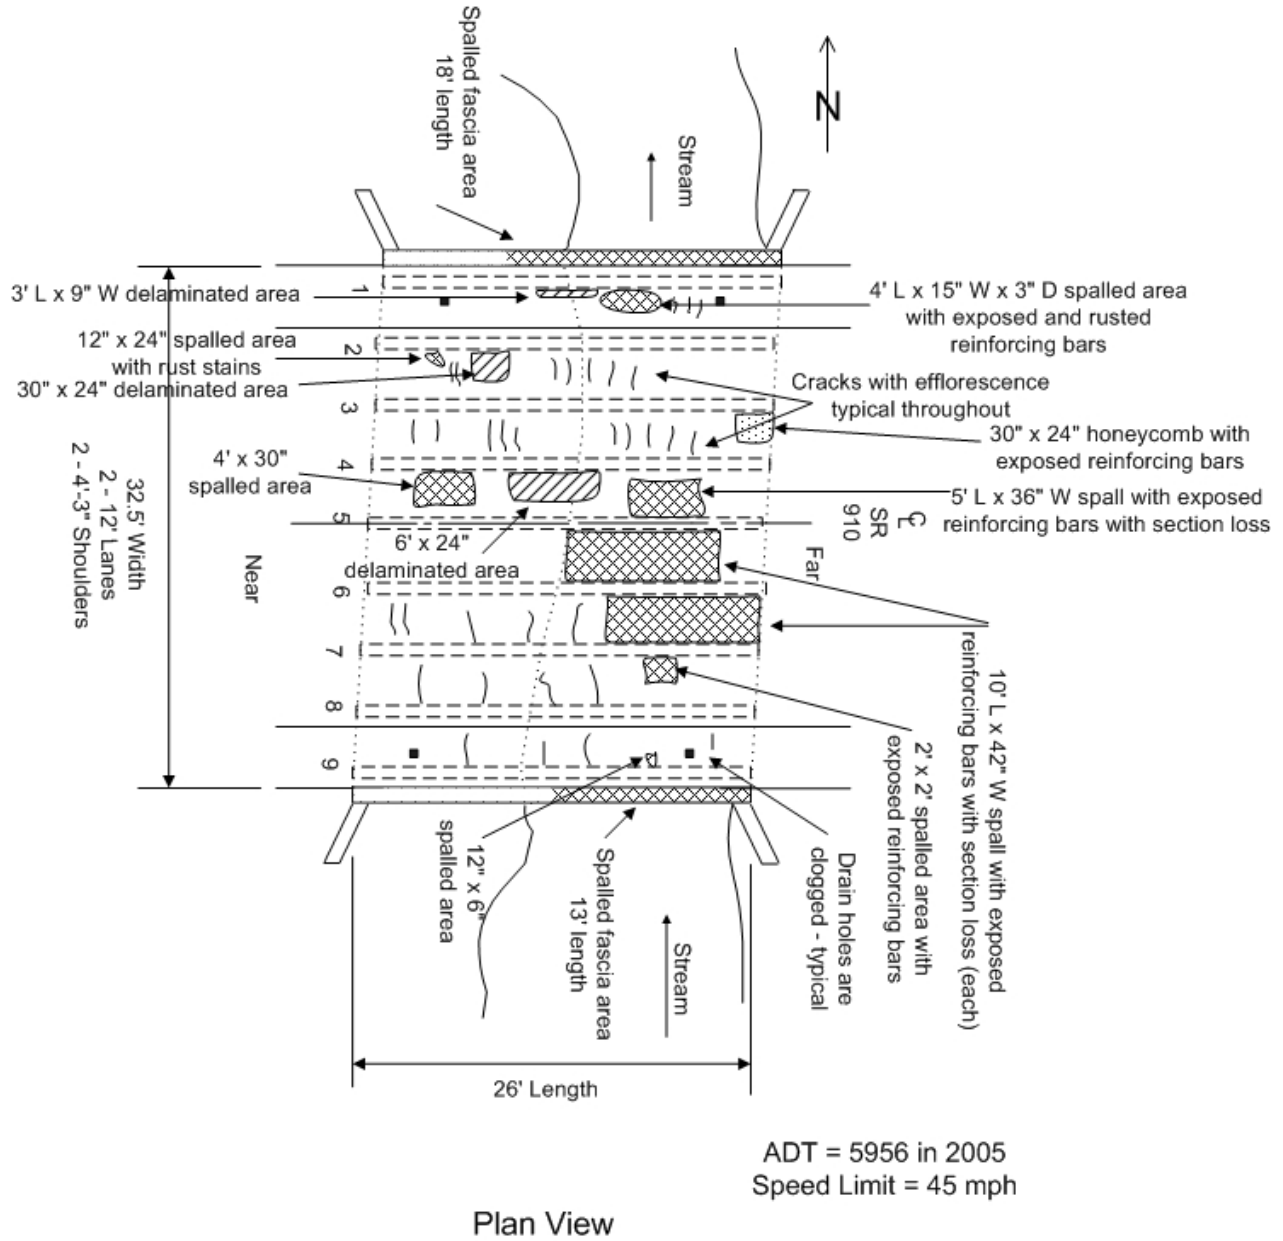 Spalled fascia area
18' length
N
Stream
3' L x 9" W delaminated area
1
4' L x 15" W x 3" D spalled area
with exposed and rusted
reinforcing bars
12" x 24" spalled area
with rust stains
2
30" x 24" delaminated area
Cracks with efflorescence
typical throughout
3
30" x 24" honeycomb with
exposed reinforcing bars
4' x 30"
spalled area
4
5' L x 36" W spall with exposed
reinforcing bars with section loss
32.5' Width
2 - 12' Lanes
2 - 4'-3" Shoulders
5
CL
SR
910
6' x 24"
delaminated area
Near
Far
6
7
10' L x 42" W spall with exposed
reinforcing bars with section loss (each)
8
2' x 2' spalled area with
exposed reinforcing bars
9
12" x 6"
spalled area
Spalled fascia area
13' length
Drain holes are
clogged - typical
Stream
26' Length
ADT = 5956 in 2005
Speed Limit = 45 mph
Plan View